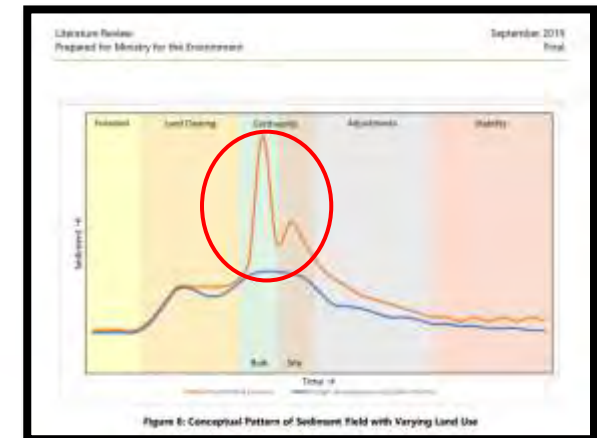 Literature Review
Prepared for Ministry for the Environment
September 2019
Final
Forested
Land Clearing
Earthworks
Adjustments
Stability
Sediment →
Bulk
Site
Time →
Figure 8: Conceptual Pattern of Sediment Yield with Varying Land Use